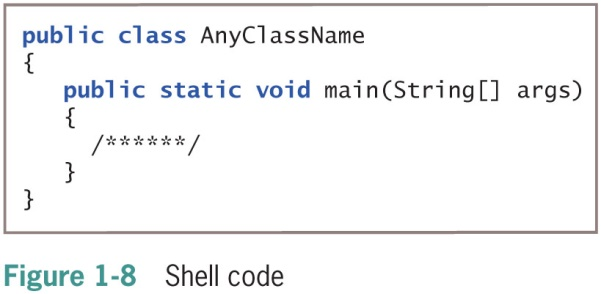 public class AnyClassName
{
   public static void main(String[] args)
   {
     /******/
   }
}
Figure 1-8 Shell code